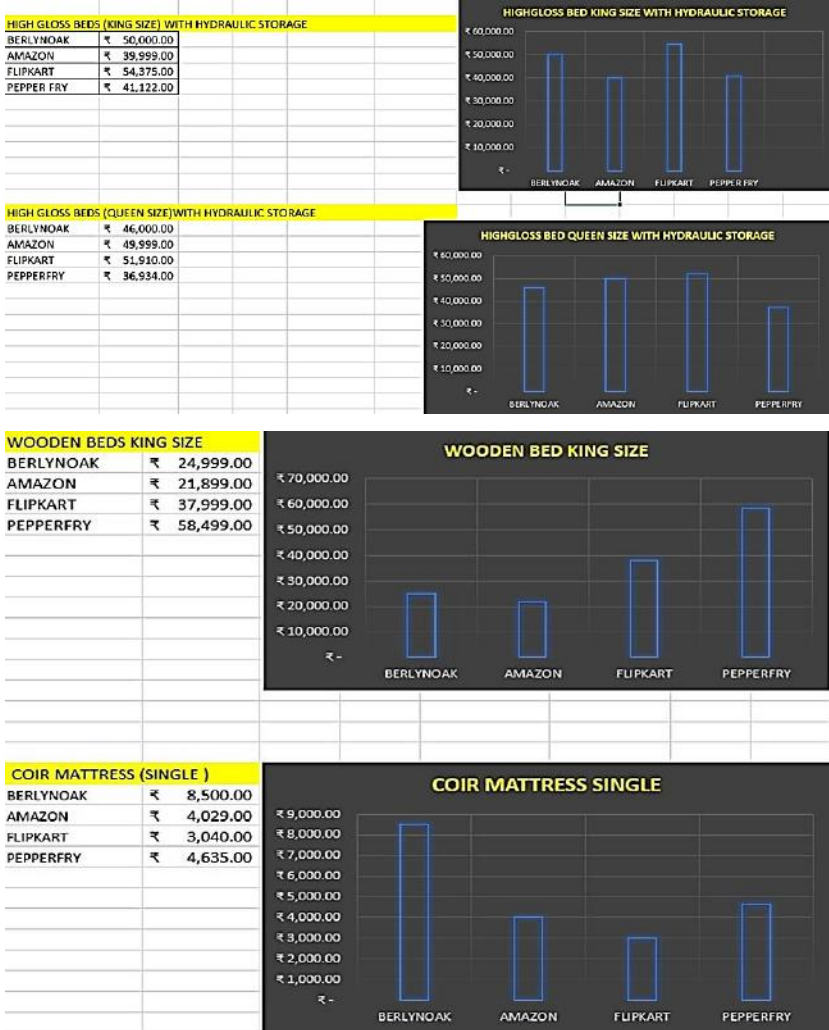 HIGH GLOSS BEDS (KING SIZE) WITH HYDRAULIC STORAGE
BERLYNOAK ₹ 50,000.00
AMAZON ₹ 39,999.00
FLIPKART ₹ 54,375.00
PEPPER FRY ₹ 41,122.00
HIGHGLOSS BED KING SIZE WITH HYDRAULIC STORAGE
₹ 60,000.00
₹ 50,000.00
₹ 40,000.00
₹ 30,000.00
₹ 20,000.00
₹ 10,000.00
₹ -
BERLYNOAK AMAZON FLIPKART PEPPER FRY
HIGH GLOSS BEDS (QUEEN SIZE)WITH HYDRAULIC STORAGE
BERLYNOAK ₹ 46,000.00
AMAZON ₹ 49,999.00
FLIPKART ₹ 51,910.00
PEPPERFRY ₹ 36,934.00
HIGHGLOSS BED QUEEN SIZE WITH HYDRAULIC STORAGE
₹ 60,000.00
₹ 50,000.00
₹ 40,000.00
₹ 30,000.00
₹ 20,000.00
₹ 10,000.00
₹ -
BERLYNOAK AMAZON FLIPKART PEPPERFRY
WOODEN BEDS KING SIZE
BERLYNOAK ₹ 24,999.00
AMAZON ₹ 21,899.00
FLIPKART ₹ 37,999.00
PEPPERFRY ₹ 58,499.00
WOODEN BED KING SIZE
₹ 70,000.00
₹ 60,000.00
₹ 50,000.00
₹ 40,000.00
₹ 30,000.00
₹ 20,000.00
₹ 10,000.00
₹ -
BERLYNOAK AMAZON FLIPKART PEPPERFRY
COIR MATTRESS (SINGLE )
BERLYNOAK ₹ 8,500.00
AMAZON ₹ 4,029.00
FLIPKART ₹ 3,040.00
PEPPERFRY ₹ 4,635.00
COIR MATTRESS SINGLE
₹ 9,000.00
₹ 8,000.00
₹ 7,000.00
₹ 6,000.00
₹ 5,000.00
₹ 4,000.00
₹ 3,000.00
₹ 2,000.00
₹ 1,000.00
₹ -
BERLYNOAK AMAZON FLIPKART PEPPERFRY